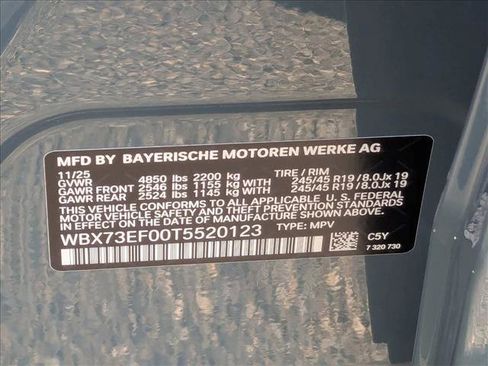 MFD BY BAYERISCHE MOTOREN WERKE AG
11/25 TIRE / RIM
GVWR 4850 lbs 2200 kg
GAWR FRONT 2546 lbs 1155 kg WITH 245/45 R19 / 8.0Jx 19
GAWR REAR 2524 lbs 1145 kg WITH 245/45 R19 / 8.0Jx 19
THIS VEHICLE CONFORMS TO ALL APPLICABLE U.S. FEDERAL
MOTOR VEHICLE SAFETY, BUMPER, AND THEFT PREVENTION STANDARDS
IN EFFECT ON THE DATE OF MANUFACTURE SHOWN ABOVE.
WBX73EF00T5520123 TYPE: MPV C5Y
7 320 730